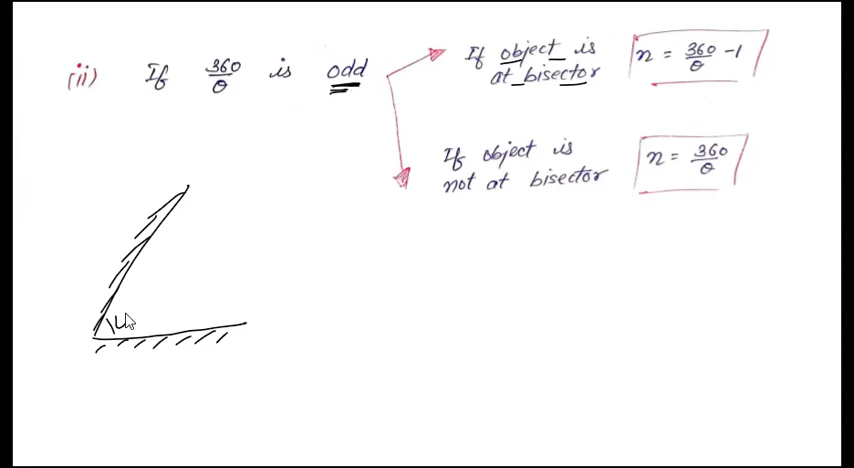 (ii) If 360/θ is odd
If object is at bisector
n = 360/θ -1
If object is not at bisector
n = 360/θ
4